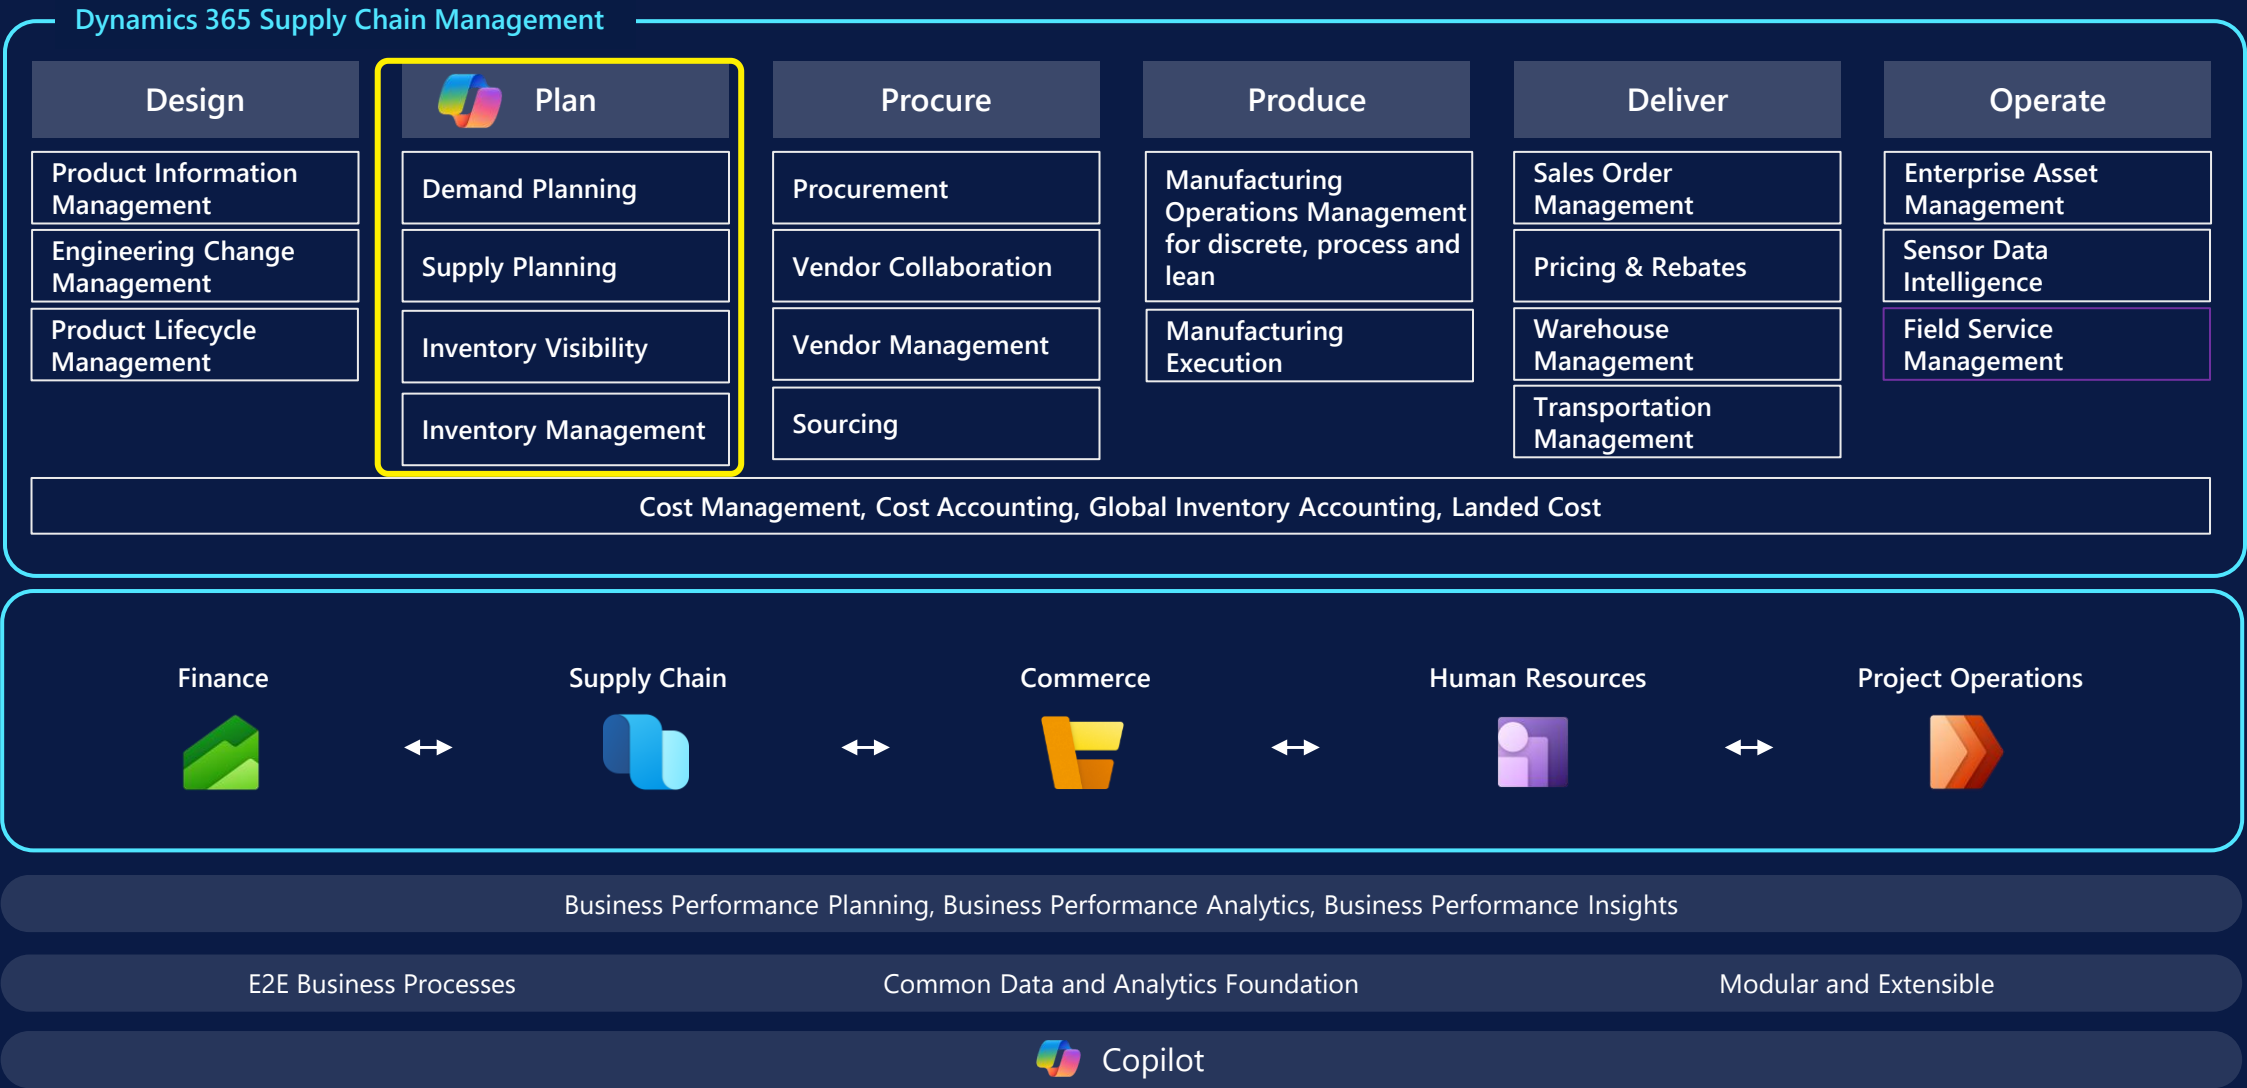 Dynamics 365 Supply Chain Management
Design
Product Information
Management
Engineering Change
Management
Product Lifecycle
Management
Plan
Demand Planning
Supply Planning
Inventory Visibility
Inventory Management
Procure
Procurement
Vendor Collaboration
Vendor Management
Sourcing
Produce
Manufacturing
Operations Management
for discrete, process and
lean
Manufacturing
Execution
Deliver
Sales Order
Management
Pricing & Rebates
Warehouse
Management
Transportation
Management
Operate
Enterprise Asset
Management
Sensor Data
Intelligence
Field Service
Management
Cost Management, Cost Accounting, Global Inventory Accounting, Landed Cost
Finance
Supply Chain
Commerce
Human Resources
Project Operations
Business Performance Planning, Business Performance Analytics, Business Performance Insights
E2E Business Processes
Common Data and Analytics Foundation
Modular and Extensible
Copilot